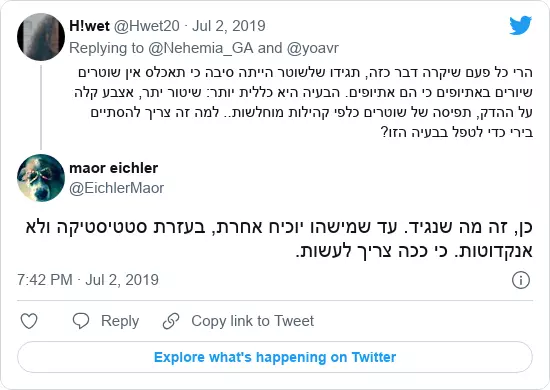 H!wet @Hwet20 · Jul 2, 2019
Replying to @Nehemia_GA and @yoavr
הרי כל פעם שיקרה דבר כזה, תגידו שלשוטר הייתה סיבה כי תאכלס אין שוטרים
שיורים באתיופים כי הם אתיופים. הבעיה היא כללית יותר: שיטור יתר, אצבע קלה
על ההדק, תפיסה של שוטרים כלפי קהילות מוחלשות.. למה זה צריך להסתיים
בירי כדי לטפל בבעיה הזו?
maor eichler
@EichlerMaor
כן, זה מה שנגיד. עד שמישהו יוכיח אחרת, בעזרת סטטיסטיקה ולא
אנקדוטות. כי ככה צריך לעשות.
7:42 PM · Jul 2, 2019
Reply Copy link to Tweet
Explore what's happening on Twitter